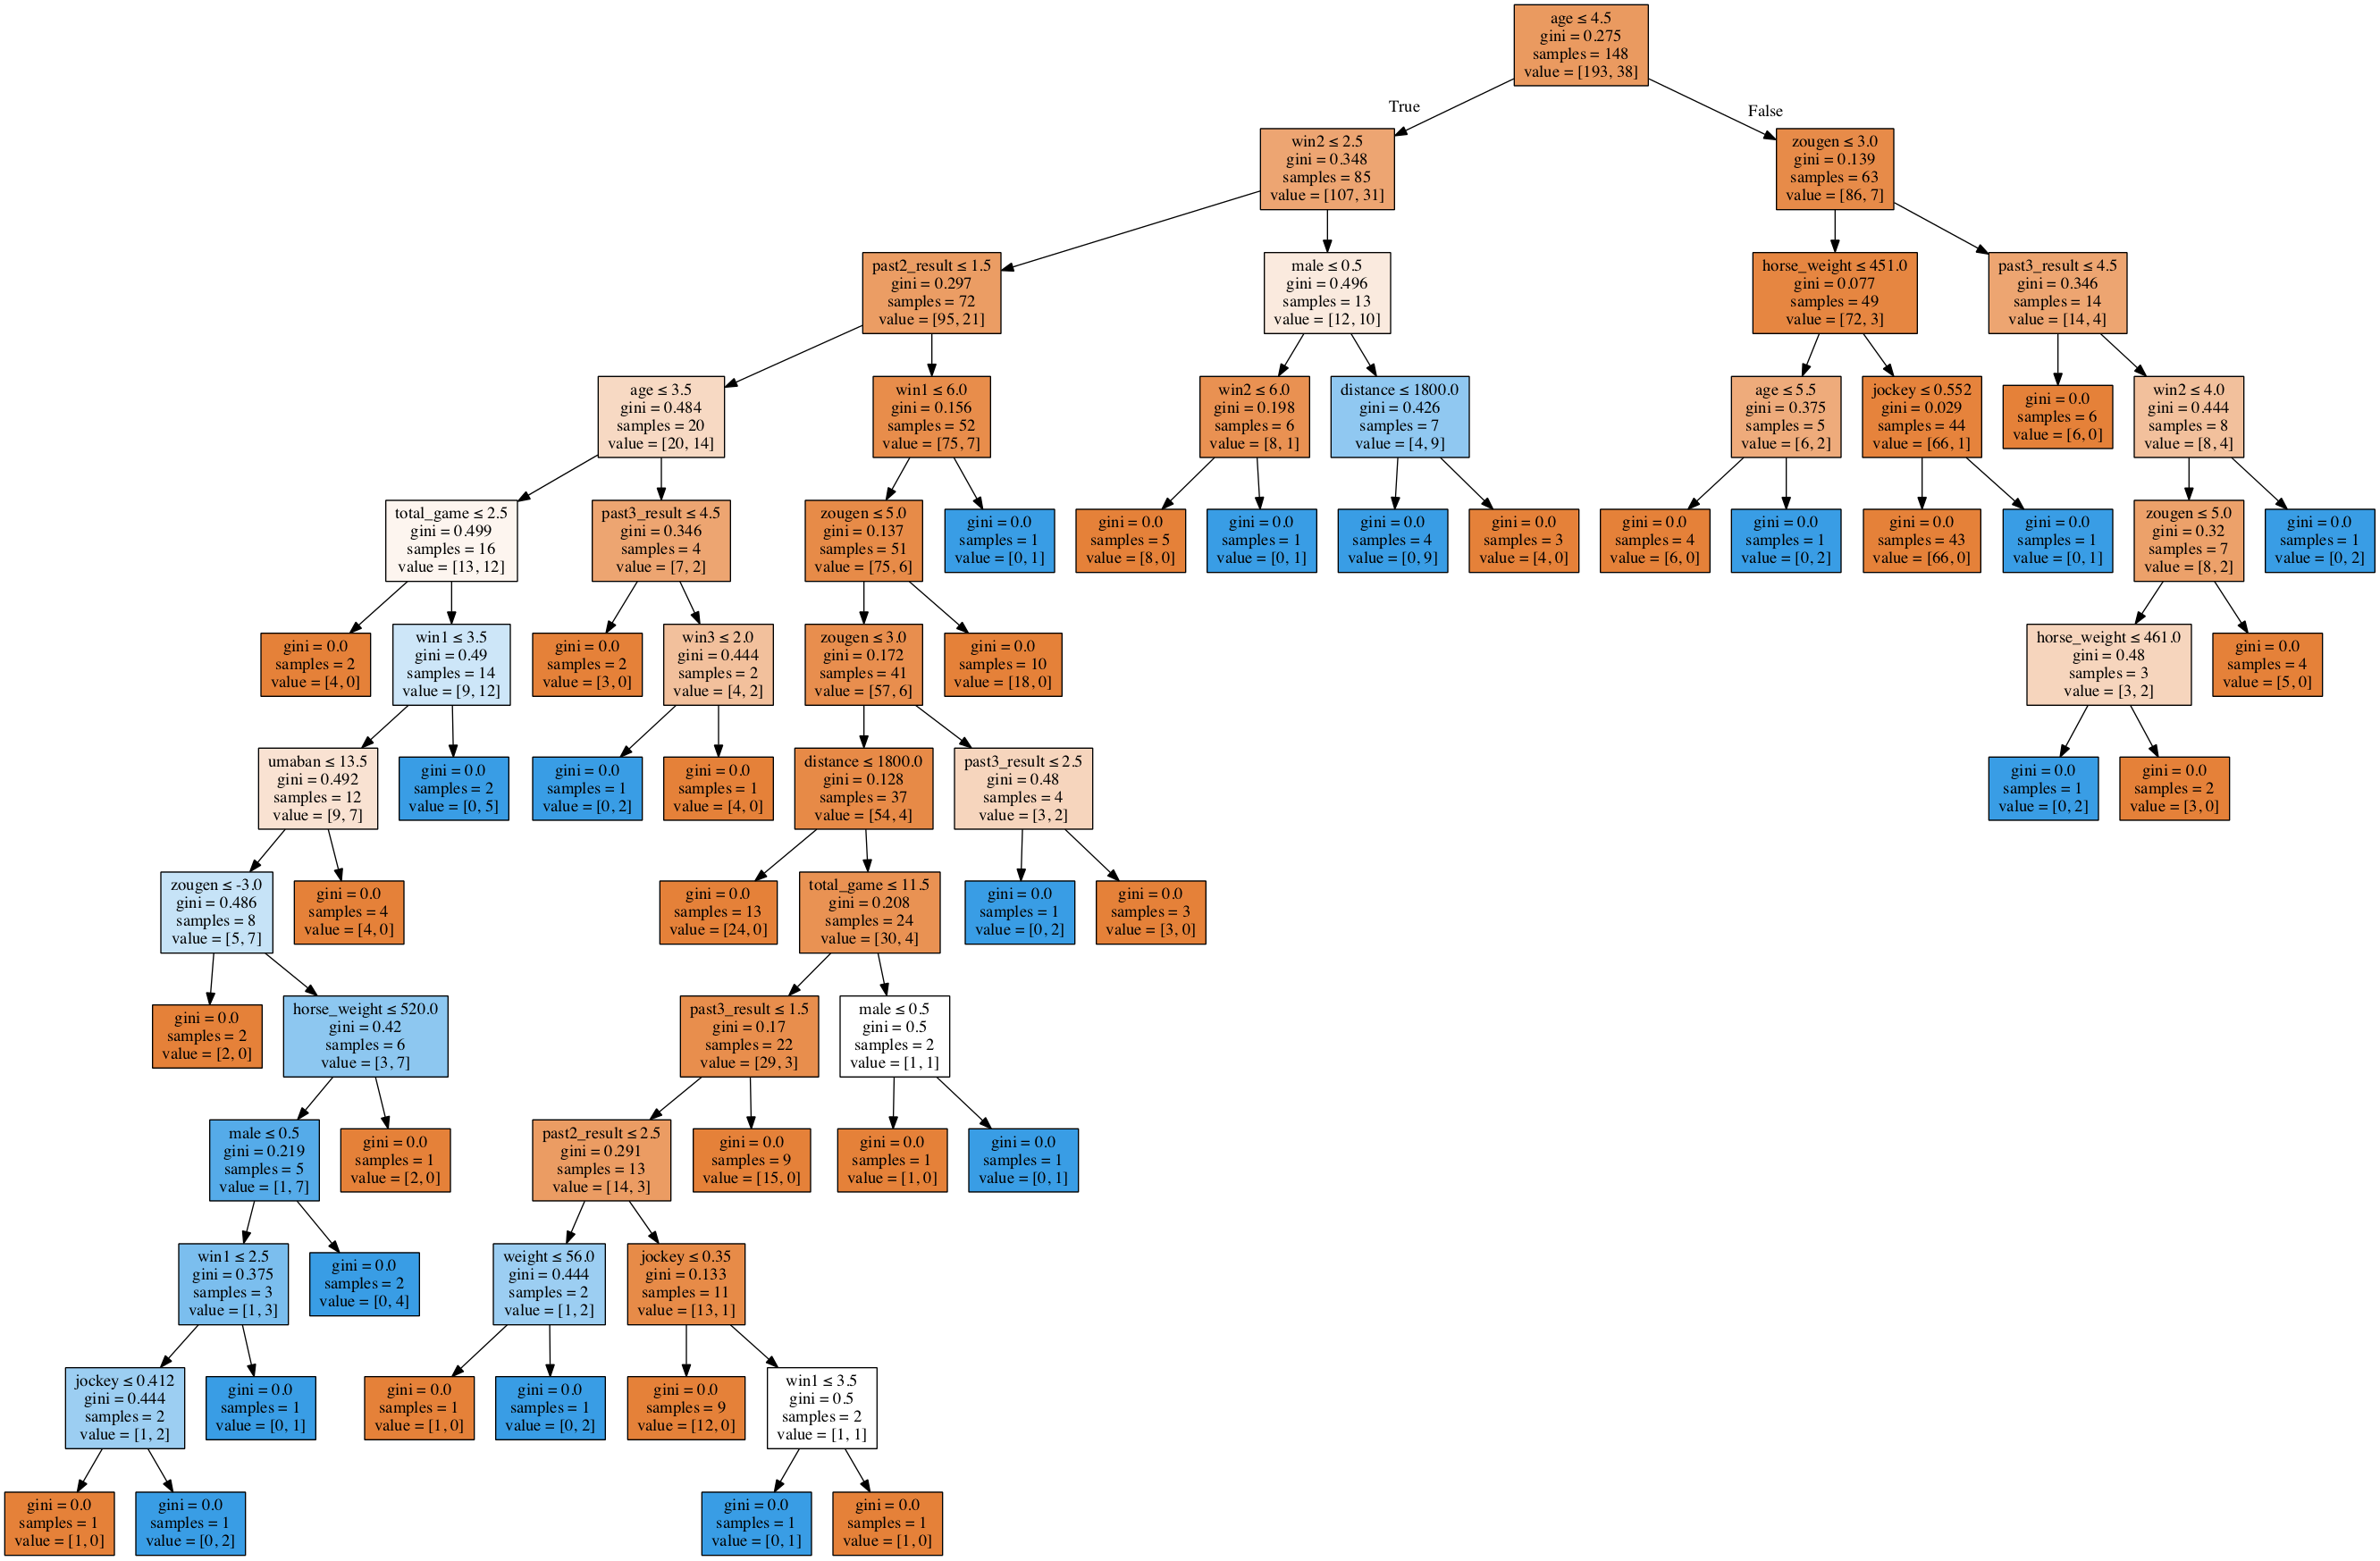 age ≤ 4.5
gini = 0.275
samples = 148
value = [193, 38]
True
False
win2 ≤ 2.5
gini = 0.348
samples = 85
value = [107, 31]
zougen ≤ 3.0
gini = 0.139
samples = 63
value = [86, 7]
past2_result ≤ 1.5
gini = 0.297
samples = 72
value = [95, 21]
male ≤ 0.5
gini = 0.496
samples = 13
value = [12, 10]
horse_weight ≤ 451.0
gini = 0.077
samples = 49
value = [72, 3]
past3_result ≤ 4.5
gini = 0.346
samples = 14
value = [14, 4]
age ≤ 3.5
gini = 0.484
samples = 20
value = [20, 14]
win1 ≤ 6.0
gini = 0.156
samples = 52
value = [75, 7]
win2 ≤ 6.0
gini = 0.198
samples = 6
value = [8, 1]
distance ≤ 1800.0
gini = 0.426
samples = 7
value = [4, 9]
age ≤ 5.5
gini = 0.375
samples = 5
value = [6, 2]
jockey ≤ 0.552
gini = 0.029
samples = 44
value = [66, 1]
gini = 0.0
samples = 6
value = [6, 0]
win2 ≤ 4.0
gini = 0.444
samples = 8
value = [8, 4]
total_game ≤ 2.5
gini = 0.499
samples = 16
value = [13, 12]
past3_result ≤ 4.5
gini = 0.346
samples = 4
value = [7, 2]
zougen ≤ 5.0
gini = 0.137
samples = 51
value = [75, 6]
gini = 0.0
samples = 1
value = [0, 1]
gini = 0.0
samples = 5
value = [8, 0]
gini = 0.0
samples = 1
value = [0, 1]
gini = 0.0
samples = 4
value = [0, 9]
gini = 0.0
samples = 3
value = [4, 0]
gini = 0.0
samples = 4
value = [6, 0]
gini = 0.0
samples = 1
value = [0, 2]
gini = 0.0
samples = 43
value = [66, 0]
gini = 0.0
samples = 1
value = [0, 1]
zougen ≤ 5.0
gini = 0.32
samples = 7
value = [8, 2]
gini = 0.0
samples = 1
value = [0, 2]
gini = 0.0
samples = 2
value = [4, 0]
win1 ≤ 3.5
gini = 0.49
samples = 14
value = [9, 12]
gini = 0.0
samples = 2
value = [3, 0]
win3 ≤ 2.0
gini = 0.444
samples = 2
value = [4, 2]
zougen ≤ 3.0
gini = 0.172
samples = 41
value = [57, 6]
gini = 0.0
samples = 10
value = [18, 0]
horse_weight ≤ 461.0
gini = 0.48
samples = 3
value = [3, 2]
gini = 0.0
samples = 4
value = [5, 0]
umaban ≤ 13.5
gini = 0.492
samples = 12
value = [9, 7]
gini = 0.0
samples = 2
value = [0, 5]
gini = 0.0
samples = 1
value = [0, 2]
gini = 0.0
samples = 1
value = [4, 0]
distance ≤ 1800.0
gini = 0.128
samples = 37
value = [54, 4]
past3_result ≤ 2.5
gini = 0.48
samples = 4
value = [3, 2]
gini = 0.0
samples = 1
value = [0, 2]
gini = 0.0
samples = 2
value = [3, 0]
zougen ≤ -3.0
gini = 0.486
samples = 8
value = [5, 7]
gini = 0.0
samples = 4
value = [4, 0]
gini = 0.0
samples = 13
value = [24, 0]
total_game ≤ 11.5
gini = 0.208
samples = 24
value = [30, 4]
gini = 0.0
samples = 1
value = [0, 2]
gini = 0.0
samples = 3
value = [3, 0]
gini = 0.0
samples = 2
value = [2, 0]
horse_weight ≤ 520.0
gini = 0.42
samples = 6
value = [3, 7]
past3_result ≤ 1.5
gini = 0.17
samples = 22
value = [29, 3]
male ≤ 0.5
gini = 0.5
samples = 2
value = [1, 1]
male ≤ 0.5
gini = 0.219
samples = 5
value = [1, 7]
gini = 0.0
samples = 1
value = [2, 0]
past2_result ≤ 2.5
gini = 0.291
samples = 13
value = [14, 3]
gini = 0.0
samples = 9
value = [15, 0]
gini = 0.0
samples = 1
value = [1, 0]
gini = 0.0
samples = 1
value = [0, 1]
win1 ≤ 2.5
gini = 0.375
samples = 3
value = [1, 3]
gini = 0.0
samples = 2
value = [0, 4]
weight ≤ 56.0
gini = 0.444
samples = 2
value = [1, 2]
jockey ≤ 0.35
gini = 0.133
samples = 11
value = [13, 1]
jockey ≤ 0.412
gini = 0.444
samples = 2
value = [1, 2]
gini = 0.0
samples = 1
value = [0, 1]
gini = 0.0
samples = 1
value = [1, 0]
gini = 0.0
samples = 1
value = [0, 2]
gini = 0.0
samples = 9
value = [12, 0]
win1 ≤ 3.5
gini = 0.5
samples = 2
value = [1, 1]
gini = 0.0
samples = 1
value = [1, 0]
gini = 0.0
samples = 1
value = [0, 2]
gini = 0.0
samples = 1
value = [0, 1]
gini = 0.0
samples = 1
value = [1, 0]